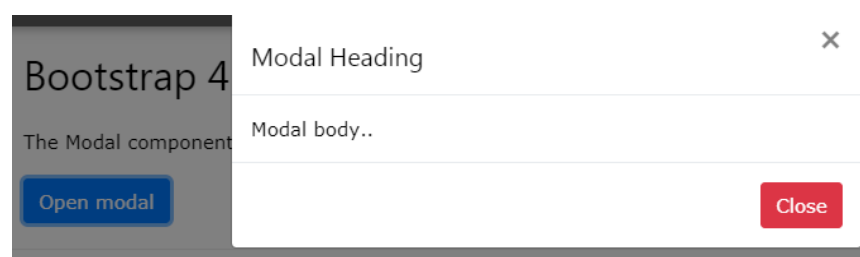 Bootstrap 4
The Modal component
Open modal
Modal Heading
×
Modal body..
Close